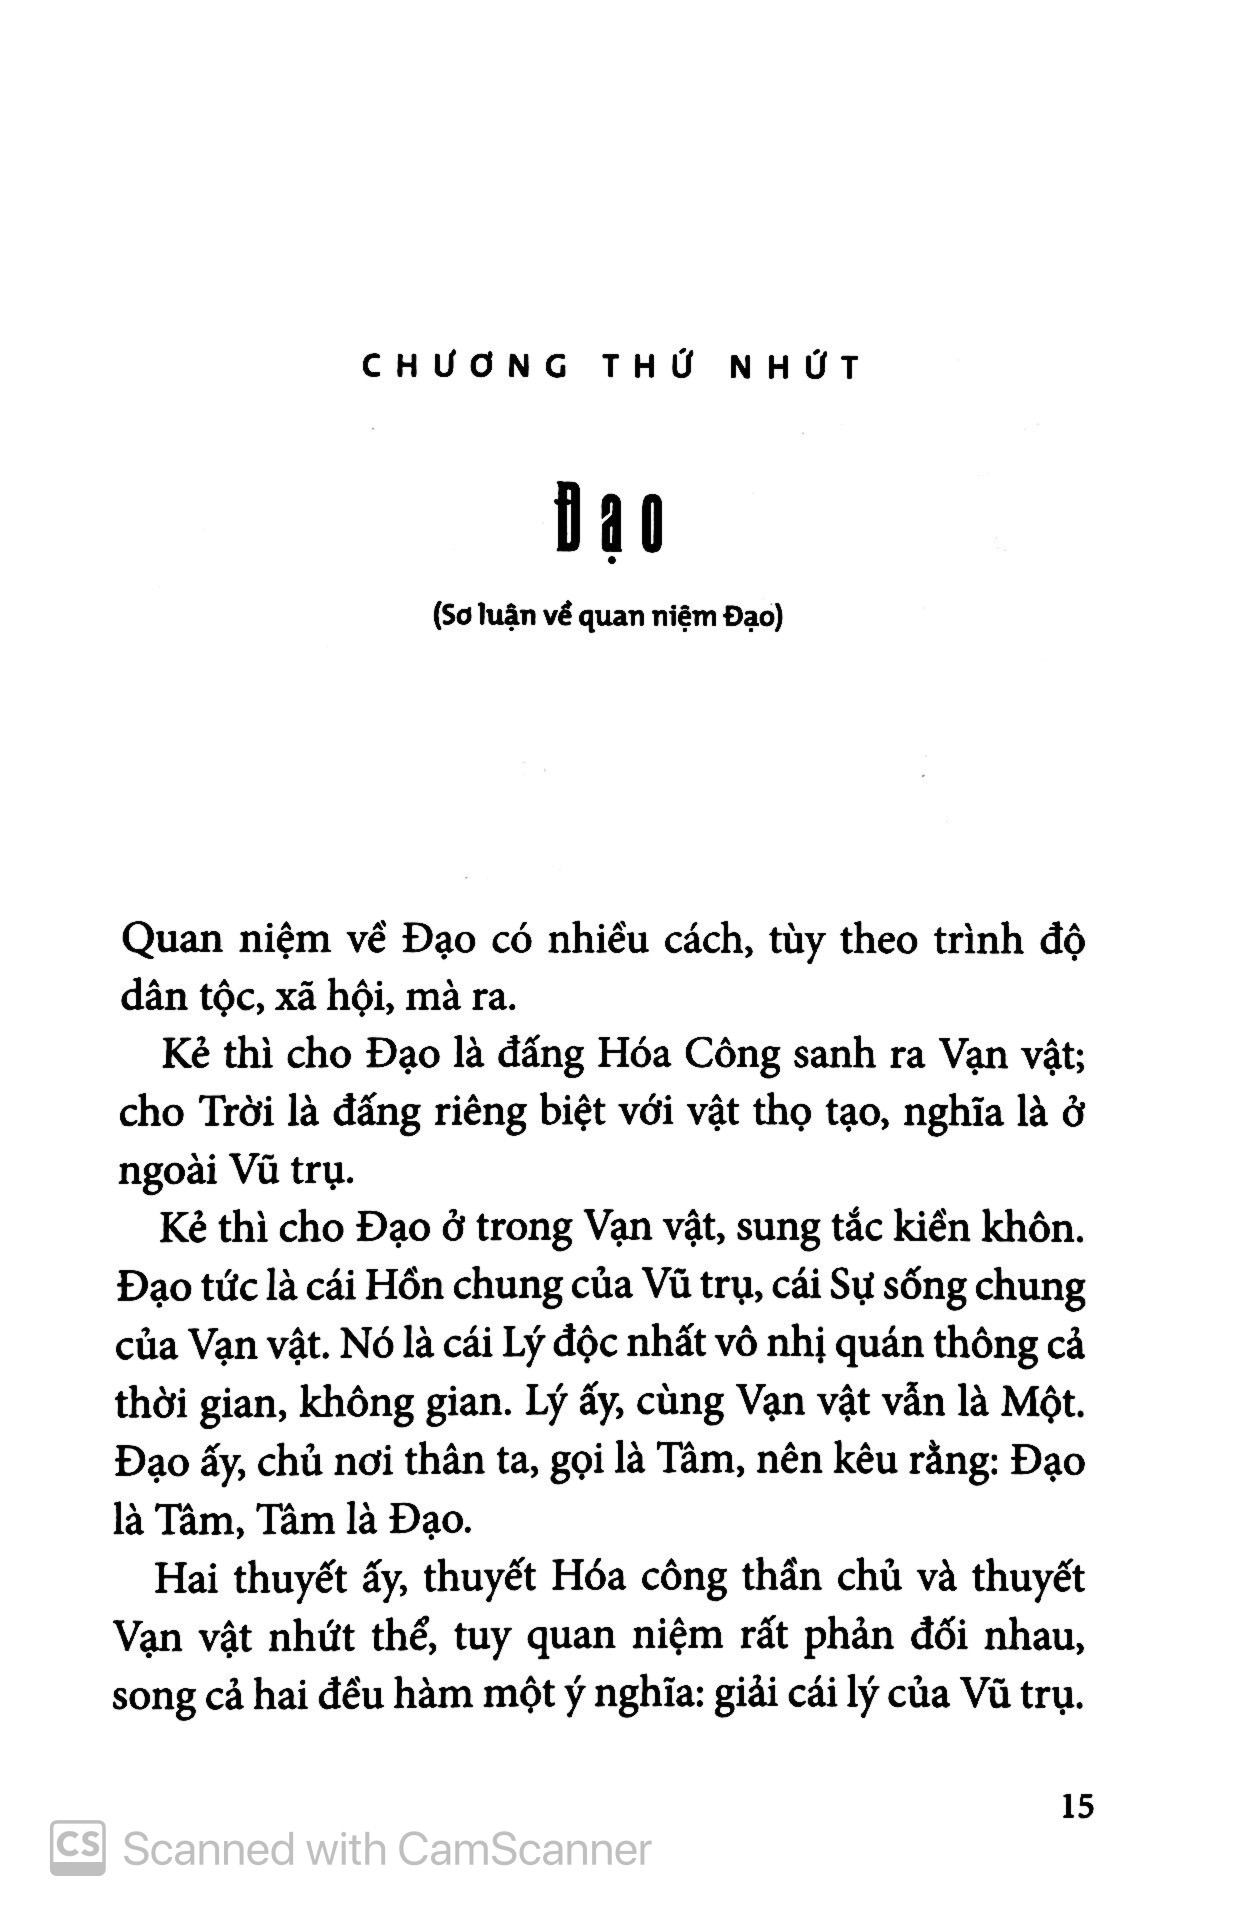 CHƯƠNG THỨ NHỨT
Đạo
(Sơ luận về quan niệm Đạo)
Quan niệm về Đạo có nhiều cách, tùy theo trình độ
dân tộc, xã hội, mà ra.
Kẻ thì cho Đạo là đấng Hóa Công sanh ra Vạn vật;
cho Trời là đấng riêng biệt với vật thọ tạo, nghĩa là ở
ngoài Vũ trụ.
Kẻ thì cho Đạo ở trong Vạn vật, sung tắc kiền khôn.
Đạo tức là cái Hồn chung của Vũ trụ, cái Sự sống chung
của Vạn vật. Nó là cái Lý độc nhất vô nhị quán thông cả
thời gian, không gian. Lý ấy, cùng Vạn vật vẫn là Một.
Đạo ấy, chủ nơi thân ta, gọi là Tâm, nên kêu rằng: Đạo
là Tâm, Tâm là Đạo.
Hai thuyết ấy, thuyết Hóa công thần chủ và thuyết
Vạn vật nhứt thể, tuy quan niệm rất phản đối nhau,
song cả hai đều hàm một ý nghĩa: giải cái lý của Vũ trụ.
15
CS Scanned with CamScanner